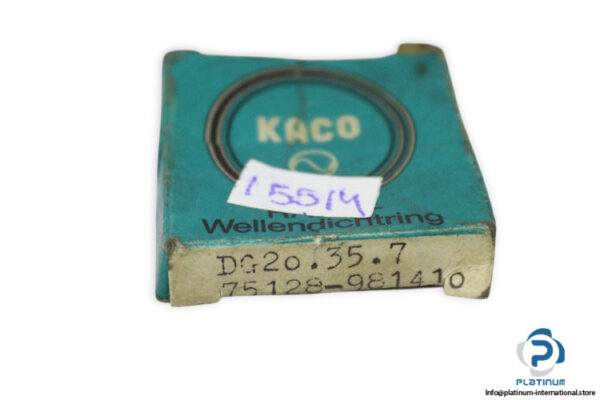 KACO
15514
Wellendichtring
DG20.35.7
75128-981410
PLATINUM
info@platinum-international.store